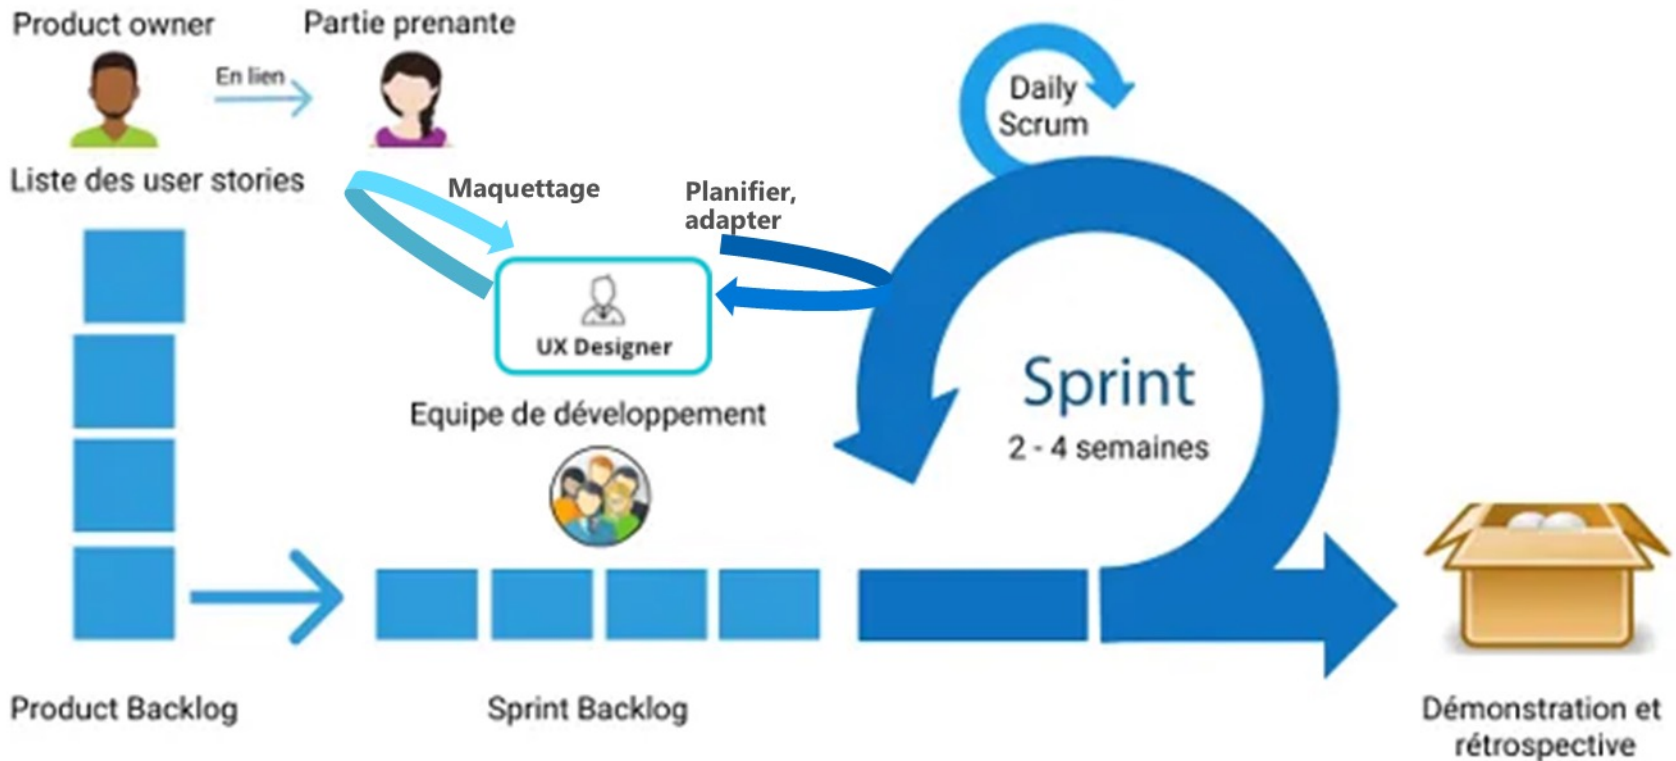 Product owner
Partie prenante
En lien
Daily
Scrum
Liste des user stories
Maquettage
Planifier,
adapter
UX Designer
Sprint
2 - 4 semaines
Equipe de développement
Product Backlog
Sprint Backlog
Démonstration et
rétrospective